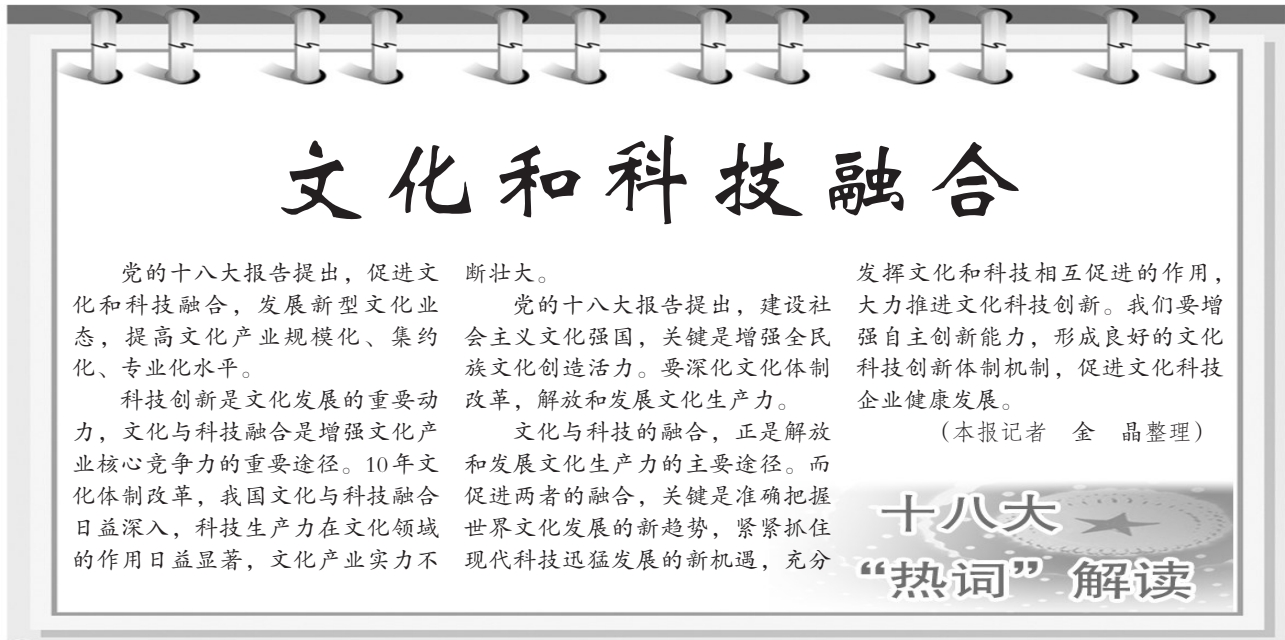 文化和科技融合
党的十八大报告提出，促进文
化和科技融合，发展新型文化业
态，提高文化产业规模化、集约
化、专业化水平。
科技创新是文化发展的重要动
力，文化与科技融合是增强文化产
业核心竞争力的重要途径。10年文
化体制改革，我国文化与科技融合
日益深入，科技生产力在文化领域
的作用日益显著，文化产业实力不
断壮大。
党的十八大报告提出，建设社
会主义文化强国，关键是增强全民
族文化创造活力。要深化文化体制
改革，解放和发展文化生产力。
文化与科技的融合，正是解放
和发展文化生产力的主要途径。而
促进两者的融合，关键是准确把握
世界文化发展的新趋势，紧紧抓住
现代科技迅猛发展的新机遇，充分
发挥文化和科技相互促进的作用，
大力推进文化科技创新。我们要增
强自主创新能力，形成良好的文化
科技创新体制机制，促进文化科技
企业健康发展。
（本报记者　金　晶整理）
十八大
“热词”解读